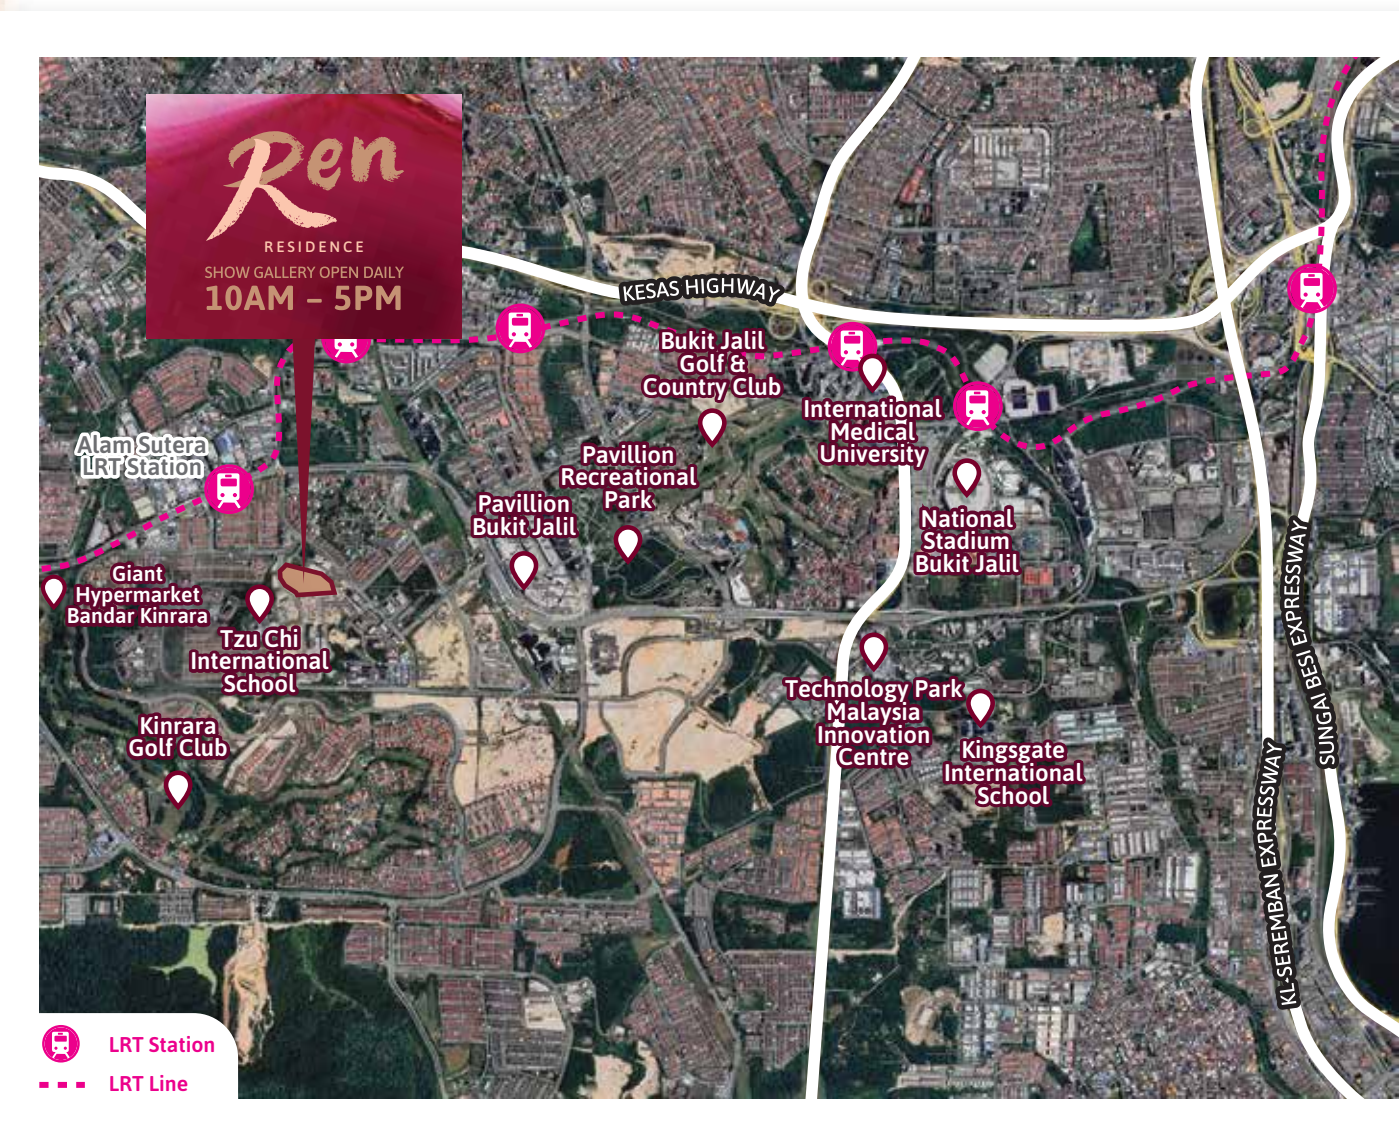 Ren
RESIDENCE
SHOW GALLERY OPEN DAILY
10AM – 5PM
KESAS HIGHWAY
Bukit Jalil
Golf &
Country Club
International
Medical
University
Alam Sutera
LRT Station
Pavillion
Recreational
Park
Pavillion
Bukit Jalil
National
Stadium
Bukit Jalil
Giant
Hypermarket
Bandar Kinrara
Tzu Chi
International
School
Kinrara
Golf Club
Technology Park
Malaysia
Innovation
Centre
Kingsgate
International
School
SUNGAI BESI EXPRESSWAY
KL-SEREMBAN EXPRESSWAY
LRT Station
LRT Line